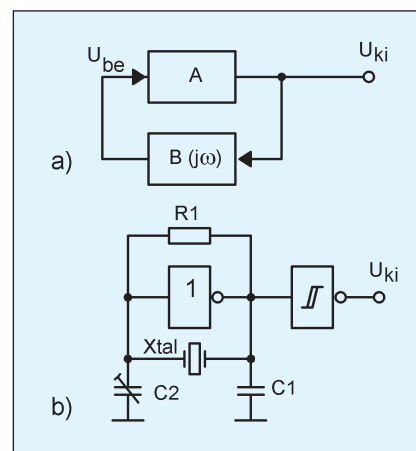 U_be
A
U_ki
B (jω)
a)
R1
1
U_ki
Xtal
C2
C1
b)